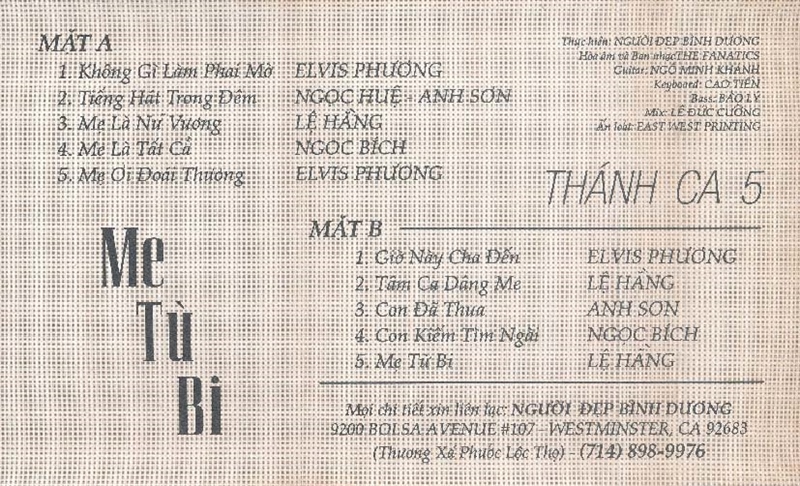 MẶT A
1. Không Gì Làm Phai Mờ ELVIS PHƯƠNG
2. Tiếng Hát Trong Đêm NGỌC HUỆ - ANH SƠN
3. Mẹ Là Nữ Vương LỆ HẰNG
4. Mẹ Là Tất Cả NGỌC BÍCH
5. Mẹ Ơi Đoái Thương ELVIS PHƯƠNG
Thực hiện: NGƯỜI ĐẸP BÌNH DƯƠNG
Hòa âm và Ban nhạc THE FANATICS
Guitar: NGÔ MINH KHÁNH
Keyboard: CAO TIẾN
Bass: BẢO LÝ
Mix: LÊ ĐỨC CƯỜNG
Ấn loát: EAST WEST PRINTING
THÁNH CA 5
MẶT B
1. Giờ Này Cha Đến ELVIS PHƯƠNG
2. Tâm Ca Dâng Mẹ LỆ HẰNG
3. Con Đã Thưa ANH SƠN
4. Con Kiếm Tìm Ngài NGỌC BÍCH
5. Mẹ Từ Bi LỆ HẰNG
Mẹ
Từ
Bi
Mọi chi tiết xin liên lạc: NGƯỜI ĐẸP BÌNH DƯƠNG
9200 BOLSA AVENUE #107 - WESTMINSTER, CA 92683
(Thương Xá Phước Lộc Thọ) - (714) 898-9976